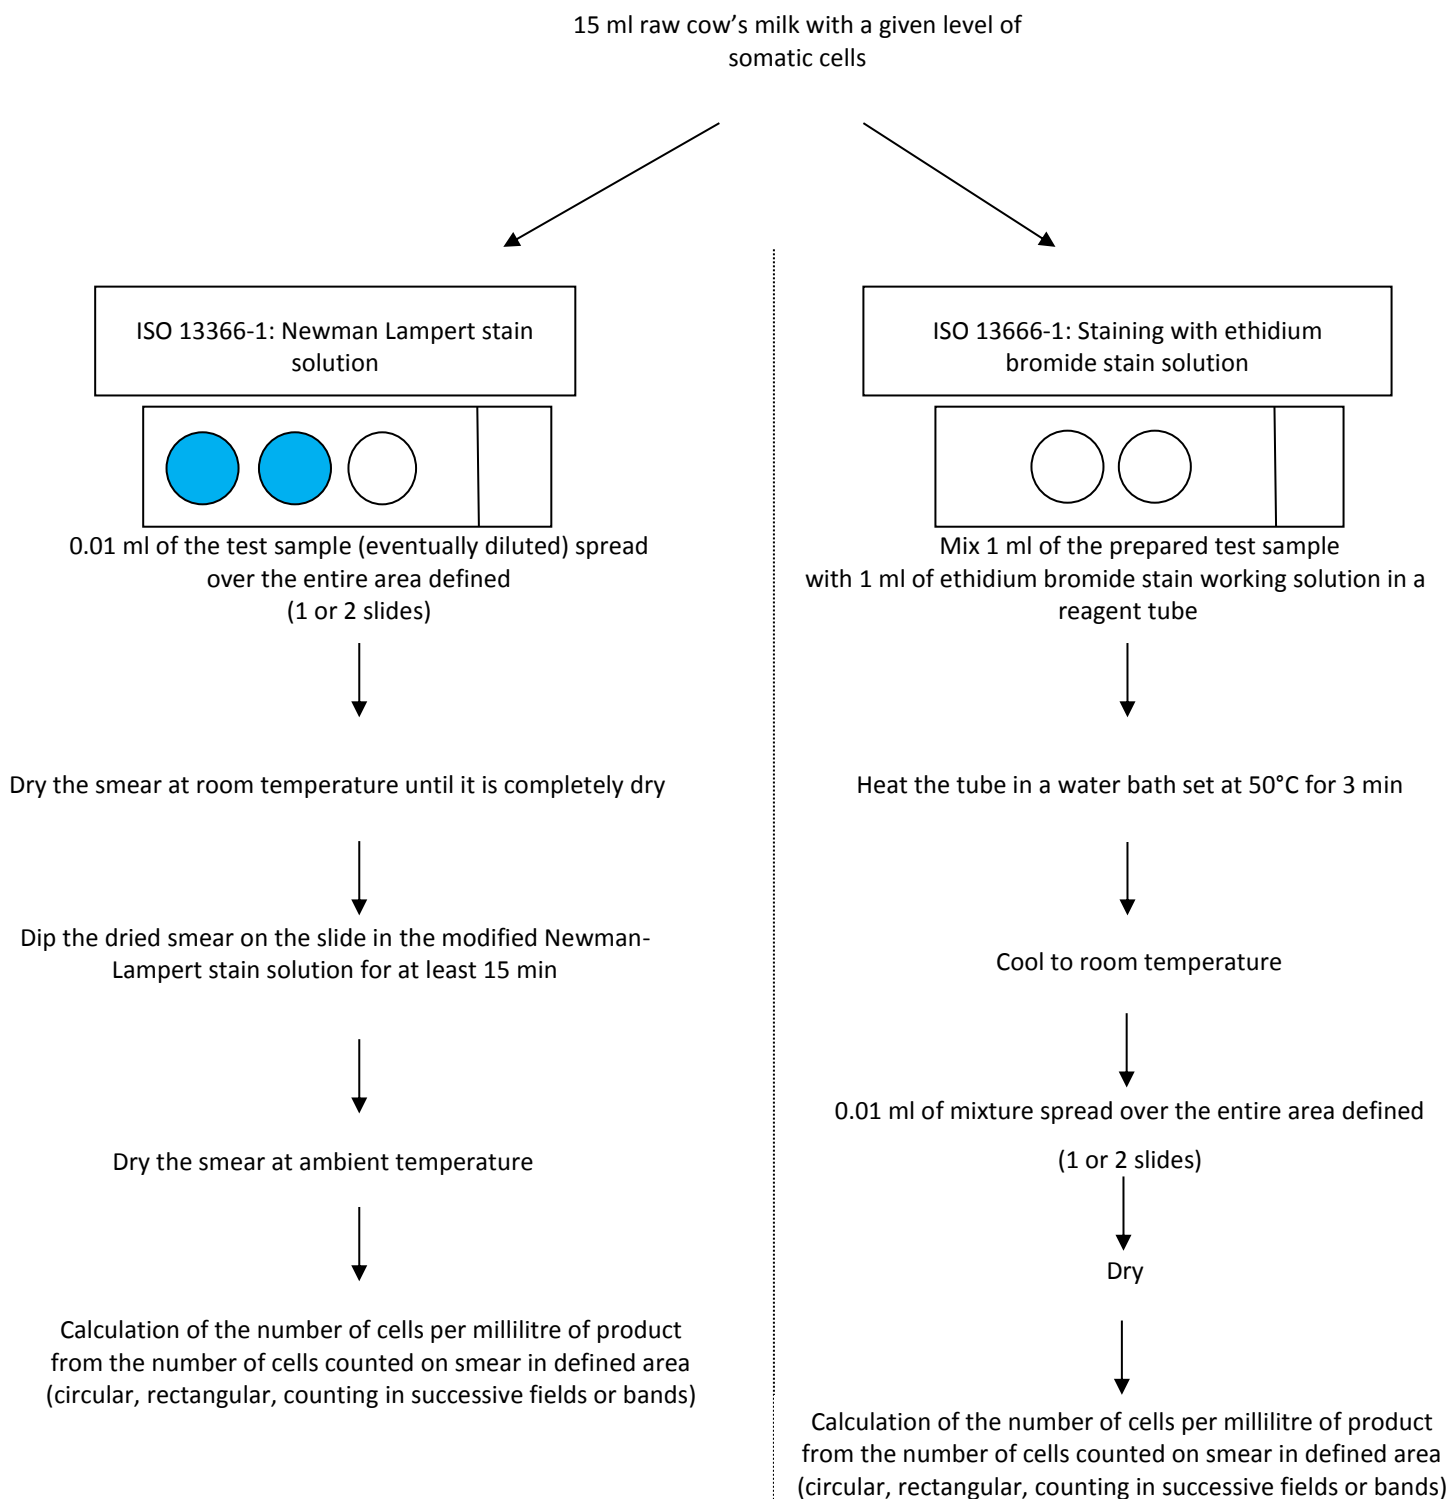 15 ml raw cow’s milk with a given level of
somatic cells
ISO 13366-1: Newman Lampert stain
solution
0.01 ml of the test sample (eventually diluted) spread
over the entire area defined
(1 or 2 slides)
Dry the smear at room temperature until it is completely dry
Dip the dried smear on the slide in the modified Newman-
Lampert stain solution for at least 15 min
Dry the smear at ambient temperature
Calculation of the number of cells per millilitre of product
from the number of cells counted on smear in defined area
(circular, rectangular, counting in successive fields or bands)
ISO 13666-1: Staining with ethidium
bromide stain solution
Mix 1 ml of the prepared test sample
with 1 ml of ethidium bromide stain working solution in a
reagent tube
Heat the tube in a water bath set at 50°C for 3 min
Cool to room temperature
0.01 ml of mixture spread over the entire area defined
(1 or 2 slides)
Dry
Calculation of the number of cells per millilitre of product
from the number of cells counted on smear in defined area
(circular, rectangular, counting in successive fields or bands)